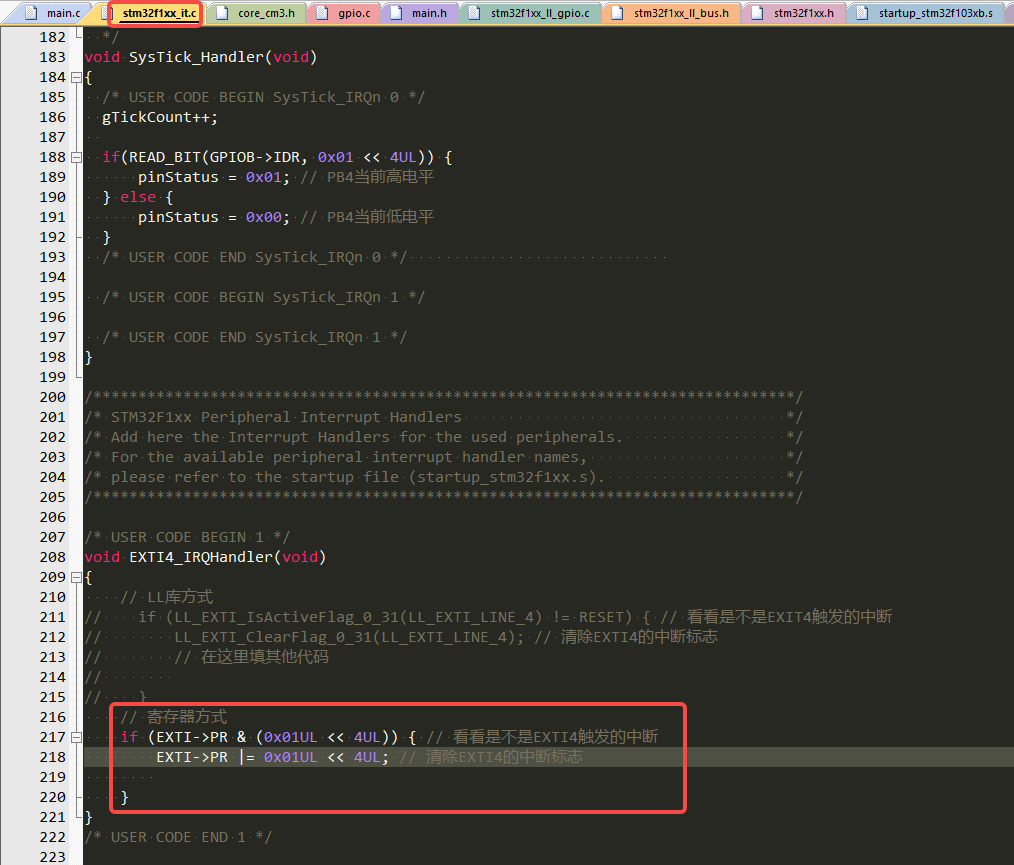 main.c stm32f1xx_it.c core_cm3.h gpio.c main.h stm32f1xx_ll_gpio.c stm32f1xx_ll_bus.h stm32f1xx.h startup_stm32f103xb.s
182 */
183 void SysTick_Handler(void)
184 {
185 /* USER CODE BEGIN SysTick_IRQn 0 */
186 gTickCount++;
187
188 if(READ_BIT(GPIOB->IDR, 0x01 << 4UL)) {
189 pinStatus = 0x01; // PB4当前高电平
190 } else {
191 pinStatus = 0x00; // PB4当前低电平
192 }
193 /* USER CODE END SysTick_IRQn 0 */
194
195 /* USER CODE BEGIN SysTick_IRQn 1 */
196
197 /* USER CODE END SysTick_IRQn 1 */
198 }
199
200 /******************************************************************************/
201 /* STM32F1xx Peripheral Interrupt Handlers */
202 /* Add here the Interrupt Handlers for the used peripherals. */
203 /* For the available peripheral interrupt handler names, */
204 /* please refer to the startup file (startup_stm32f1xx.s). */
205 /******************************************************************************/
206
207 /* USER CODE BEGIN 1 */
208 void EXTI4_IRQHandler(void)
209 {
210 // LL库方式
211 // if (LL_EXTI_IsActiveFlag_0_31(LL_EXTI_LINE_4) != RESET) { // 看看是不是EXIT4触发的中断
212 // LL_EXTI_ClearFlag_0_31(LL_EXTI_LINE_4); // 清除EXTI4的中断标志
213 // // 在这里填其他代码
214 //
215 // }
216 // 寄存器方式
217 if (EXTI->PR & (0x01UL << 4UL)) { // 看看是不是EXTI4触发的中断
218 EXTI->PR |= 0x01UL << 4UL; // 清除EXTI4的中断标志
219
220 }
221 }
222 /* USER CODE END 1 */
223